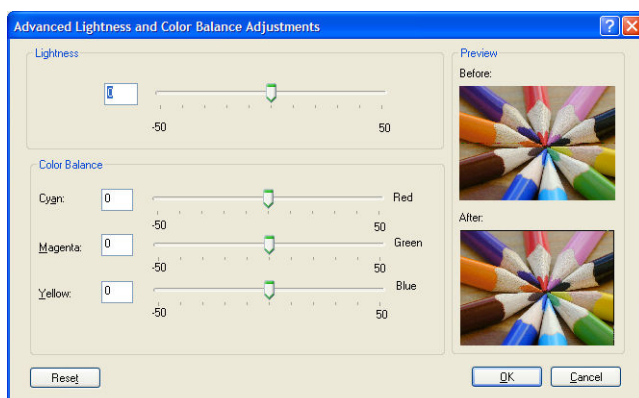 Advanced Lightness and Color Balance Adjustments
Lightness
0
-50 50
Color Balance
Cyan: 0 Red
-50 50
Magenta: 0 Green
-50 50
Yellow: 0 Blue
-50 50
Preview
Before:
After:
Reset
OK Cancel